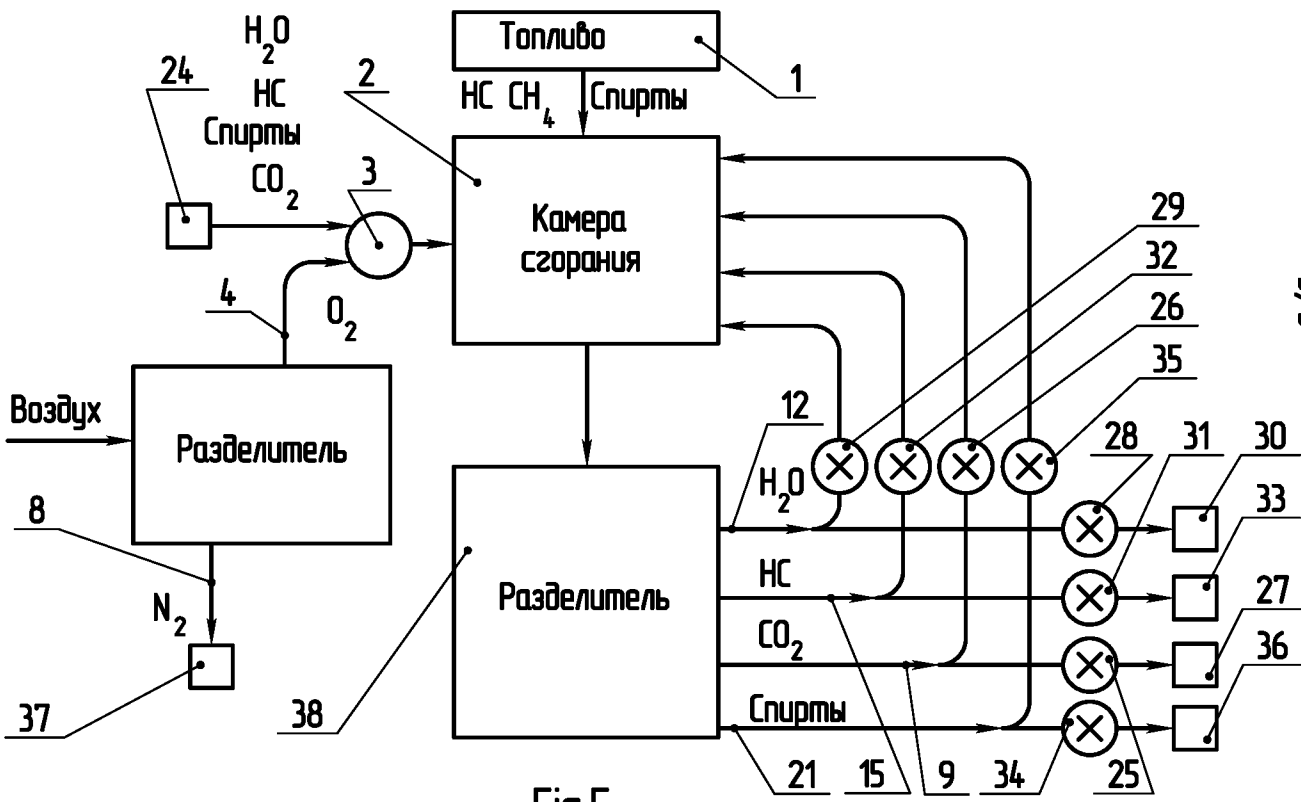 H2O
HC
Спирты
CO2
24
2
Топливо
1
HC CH4 Спирты
3
Камера
сгорания
29
32
26
35
4
O2
Воздух
Разделитель
12
28
31
30
33
27
36
H2O
8
N2
37
38
Разделитель
HC
CO2
Спирты
21
15
9
34
25